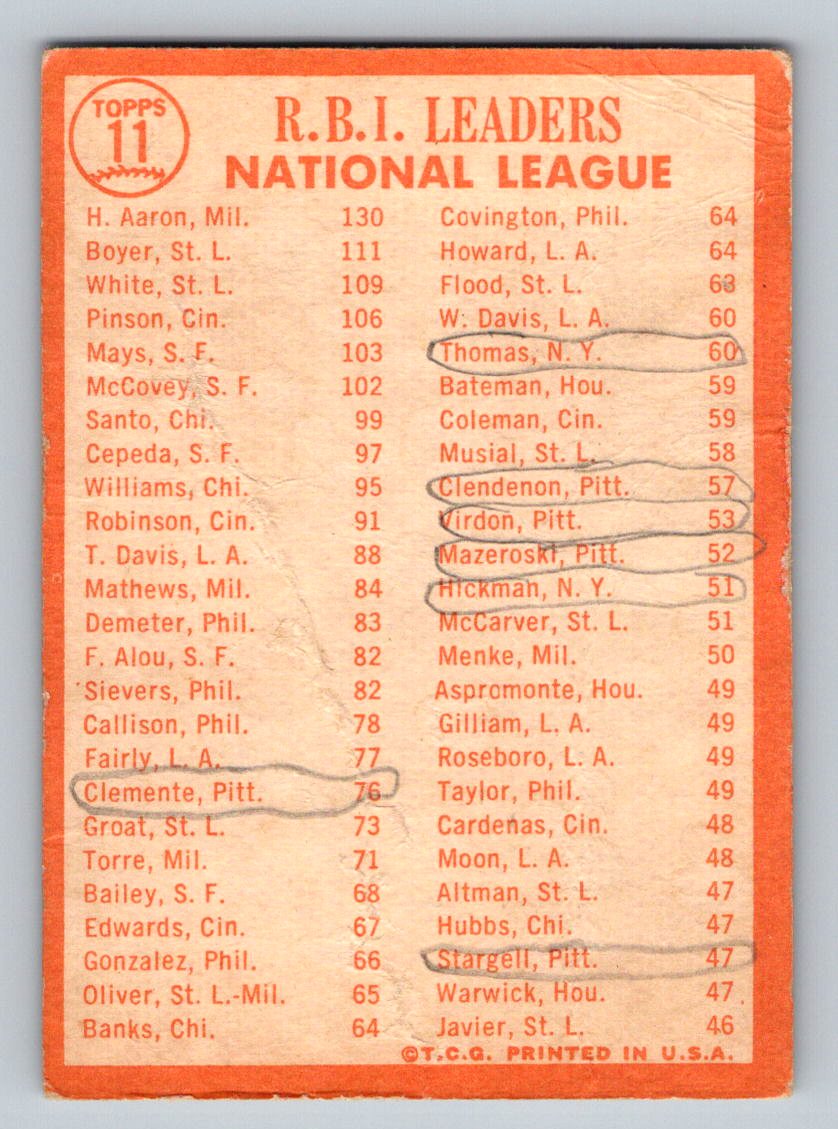 TOPPS
11
R.B.I. LEADERS
NATIONAL LEAGUE
H. Aaron, Mil. 130
Boyer, St. L. 111
White, St. L. 109
Pinson, Cin. 106
Mays, S. F. 103
McCovey, S. F. 102
Santo, Chi. 99
Cepeda, S. F. 97
Williams, Chi. 95
Robinson, Cin. 91
T. Davis, L. A. 88
Mathews, Mil. 84
Demeter, Phil. 83
F. Alou, S. F. 82
Sievers, Phil. 82
Callison, Phil. 78
Fairly, L. A. 77
Clemente, Pitt. 76
Groat, St. L. 73
Torre, Mil. 71
Bailey, S. F. 68
Edwards, Cin. 67
Gonzalez, Phil. 66
Oliver, St. L.-Mil. 65
Banks, Chi. 64
Covington, Phil. 64
Howard, L. A. 64
Flood, St. L. 63
W. Davis, L. A. 60
Thomas, N. Y. 60
Bateman, Hou. 59
Coleman, Cin. 59
Musial, St. L. 58
Clendenon, Pitt. 57
Virdon, Pitt. 53
Mazeroski, Pitt. 52
Hickman, N. Y. 51
McCarver, St. L. 51
Menke, Mil. 50
Aspromonte, Hou. 49
Gilliam, L. A. 49
Roseboro, L. A. 49
Taylor, Phil. 49
Cardenas, Cin. 48
Moon, L. A. 48
Altman, St. L. 47
Hubbs, Chi. 47
Stargell, Pitt. 47
Warwick, Hou. 47
Javier, St. L. 46
©T.C.G. PRINTED IN U.S.A.